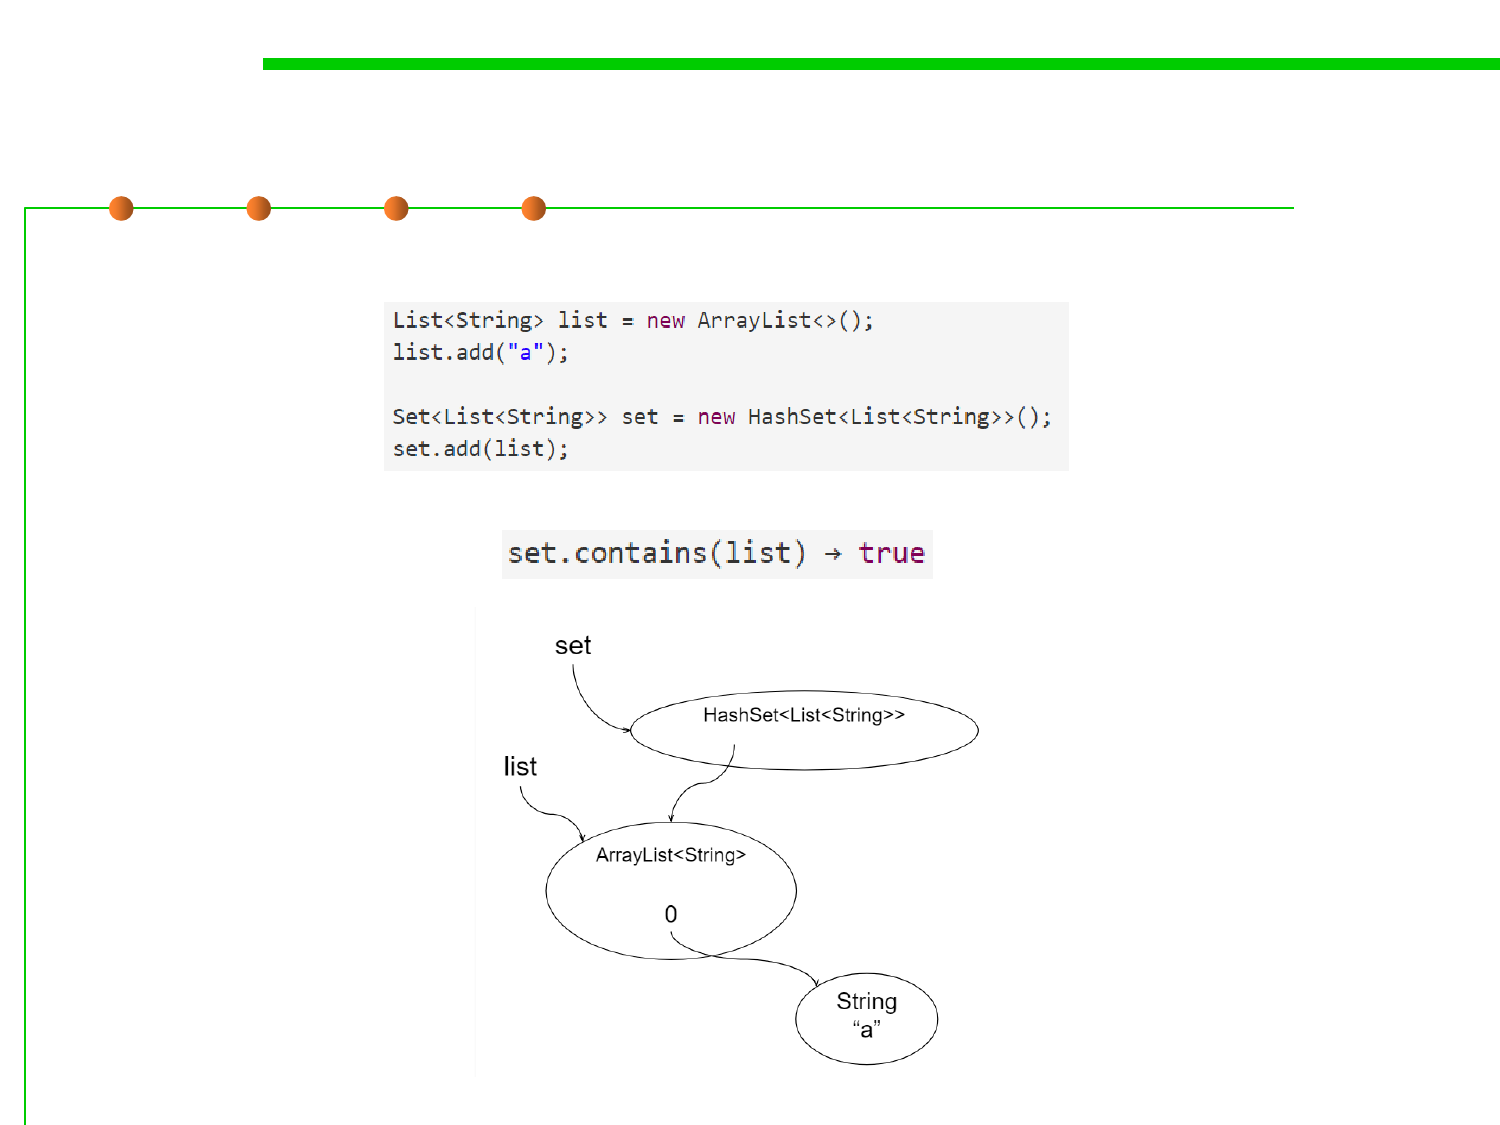 List<String> list = new ArrayList<>();
list.add("a");
Set<List<String>> set = new HashSet<List<String>>();
set.add(list);
set.contains(list) → true
set
HashSet<List<String>>
list
ArrayList<String>
0
String
“a”